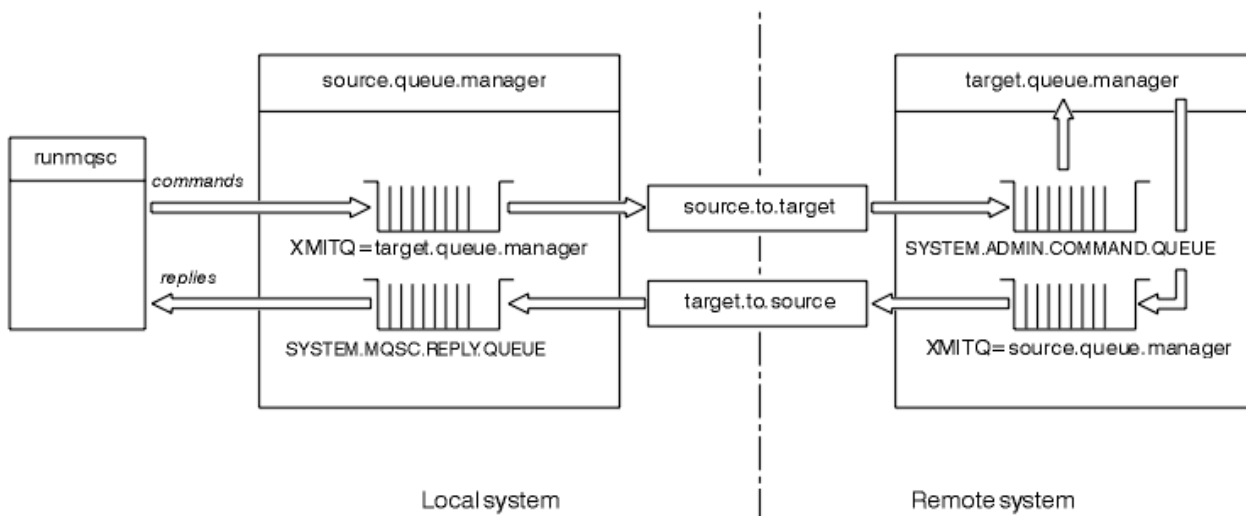 source.queue.manager
target.queue.manager
runmqsc
commands
source.to.target
XMITQ=target.queue.manager
SYSTEM.ADMIN.COMMAND.QUEUE
replies
target.to.source
SYSTEM.MQSC.REPLY.QUEUE
XMITQ=source.queue.manager
Local system
Remote system